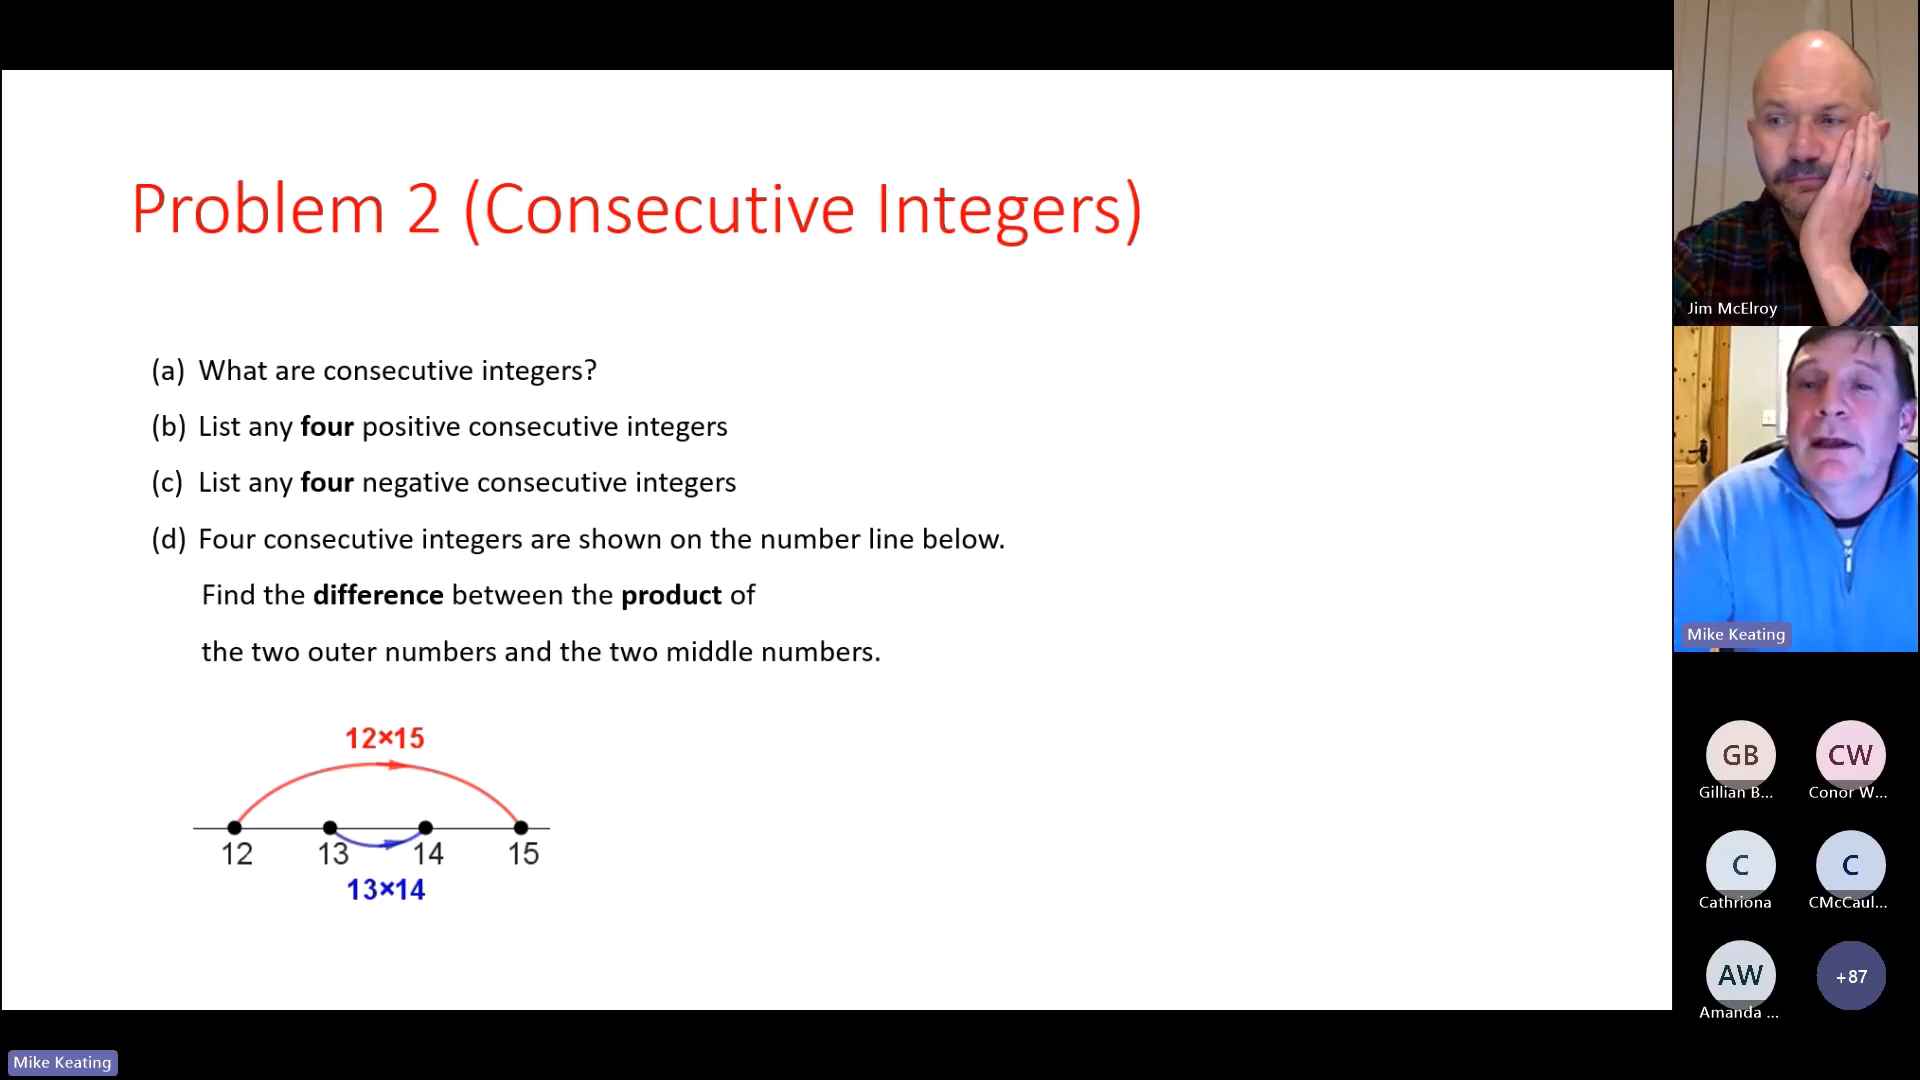 Problem 2 (Consecutive Integers)
(a) What are consecutive integers?
(b) List any four positive consecutive integers
(c) List any four negative consecutive integers
(d) Four consecutive integers are shown on the number line below.
Find the difference between the product of
the two outer numbers and the two middle numbers.
12×15
12 13 14 15
13×14
Jim McElroy
Mike Keating
GB CW
Gillian B... Conor W...
C C
Cathriona CMcCaul...
AW +87
Amanda ...
Mike Keating